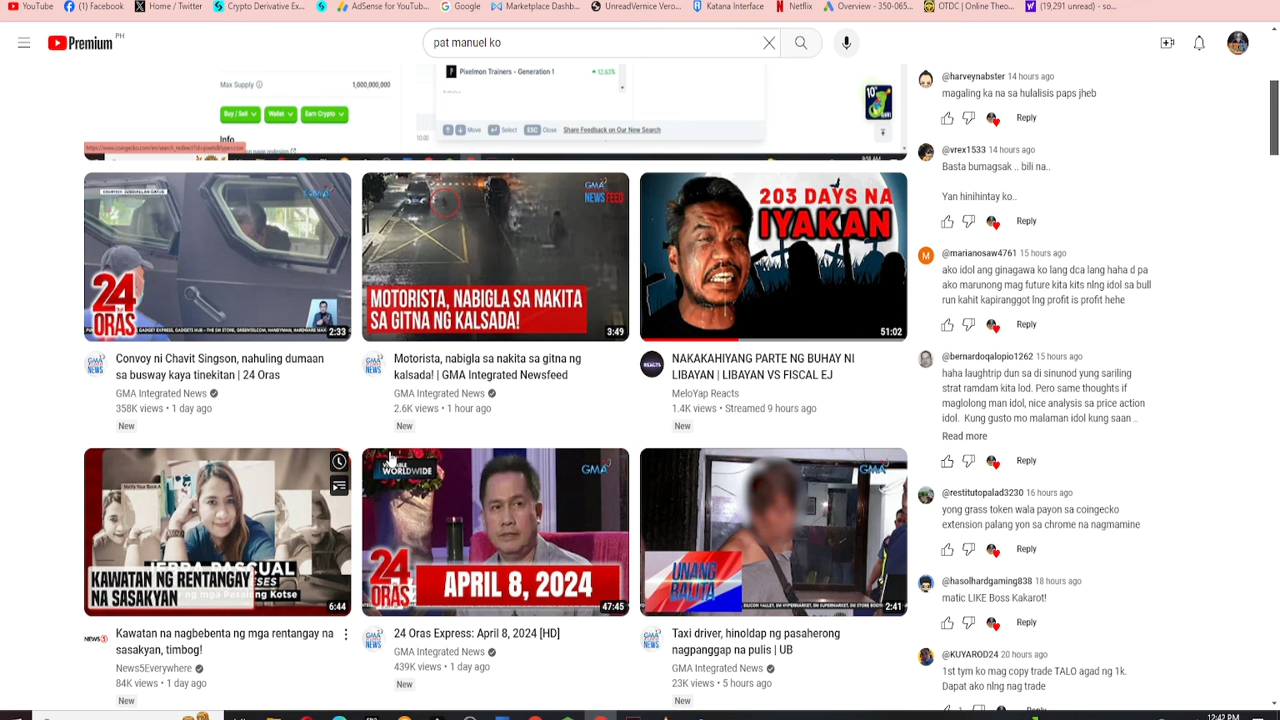 YouTube
(1) Facebook
Home / Twitter
Crypto Derivative Ex...
AdSense for YouTub...
Google
Marketplace Dashb...
UnreadVernice Vero...
Katana Interface
Netflix
Overview - 350-065...
OTDC | Online Theo...
(19,291 unread) - so...
Premium PH
pat manuel ko
Max Supply
1,000,000,000
Buy / Sell
Wallet
Earn Crypto
Info
Pixelmon Trainers - Generation 1
12.63%
Move
Select
ESC Close
Share Feedback on Our New Search
10.00
24 ORAS
2:33
GMA NEWS FEED
MOTORISTA, NABIGLA SA NAKITA
SA GITNA NG KALSADA!
3:49
203 DAYS NA
IYAKAN
51:02
Convoy ni Chavit Singson, nahuling dumaan
sa busway kaya tinekitan | 24 Oras
GMA Integrated News
358K views • 1 day ago
New
Motorista, nabigla sa nakita sa gitna ng
kalsada! | GMA Integrated Newsfeed
GMA Integrated News
2.6K views • 1 hour ago
New
REACTS
NAKAKAHIYANG PARTE NG BUHAY NI
LIBAYAN | LIBAYAN VS FISCAL EJ
MeloYap Reacts
1.4K views • Streamed 9 hours ago
New
KAWATAN NG RENTANGAY
NA SASAKYAN
6:44
WORLDWIDE
GMA
24 ORAS
APRIL 8, 2024
47:45
GMA
UNANG
BALITA
2:41
NEWS5
Kawatan na nagbebenta ng mga rentangay na
sasakyan, timbog!
News5Everywhere
84K views • 1 day ago
New
24 Oras Express: April 8, 2024 [HD]
GMA Integrated News
439K views • 1 day ago
New
Taxi driver, hinoldap ng pasaherong
nagpanggap na pulis | UB
GMA Integrated News
23K views • 5 hours ago
New
@harveynabster 14 hours ago
magaling ka na sa hulalisis paps jheb
Reply
@vrex1533 14 hours ago
Basta bumagsak .. bili na..
Yan hinihintay ko..
Reply
M
@marianosaw4761 15 hours ago
ako idol ang ginagawa ko lang dca lang haha d pa
ako marunong mag future kita kits nlng idol sa bull
run kahit kapiranggot lng profit is profit hehe
Reply
@bernardoqalopio1262 15 hours ago
haha laughtrip dun sa di sinunod yung sariling
strat ramdam kita lod. Pero same thoughts if
maglolong man idol, nice analysis sa price action
idol. Kung gusto mo malaman idol kung saan ..
Read more
Reply
@restitutopalad3230 16 hours ago
yong grass token wala payon sa coingecko
extension palang yon sa chrome na nagmamine
Reply
@hasolhardgaming838 18 hours ago
matic LIKE Boss Kakarot!
Reply
@KUYAROD24 20 hours ago
1st tym ko mag copy trade TALO agad ng 1k.
Dapat ako nlng nag trade
Reply
12:42 PM